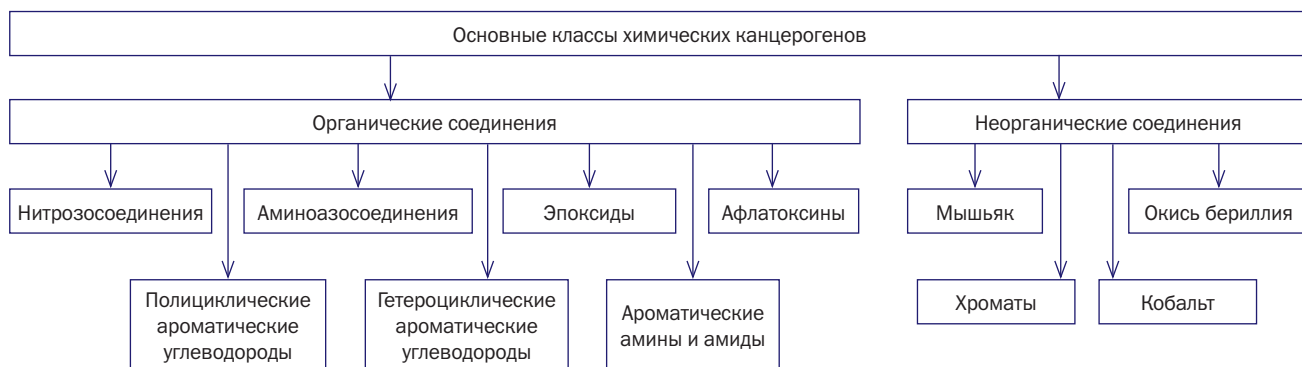 Основные классы химических канцерогенов
Органические соединения
Неорганические соединения
Нитрозосоединения
Аминоазосоединения
Эпоксиды
Афлатоксины
Мышьяк
Окись бериллия
Полициклические
ароматические
углеводороды
Гетероциклические
ароматические
углеводороды
Ароматические
амины и амиды
Хроматы
Кобальт